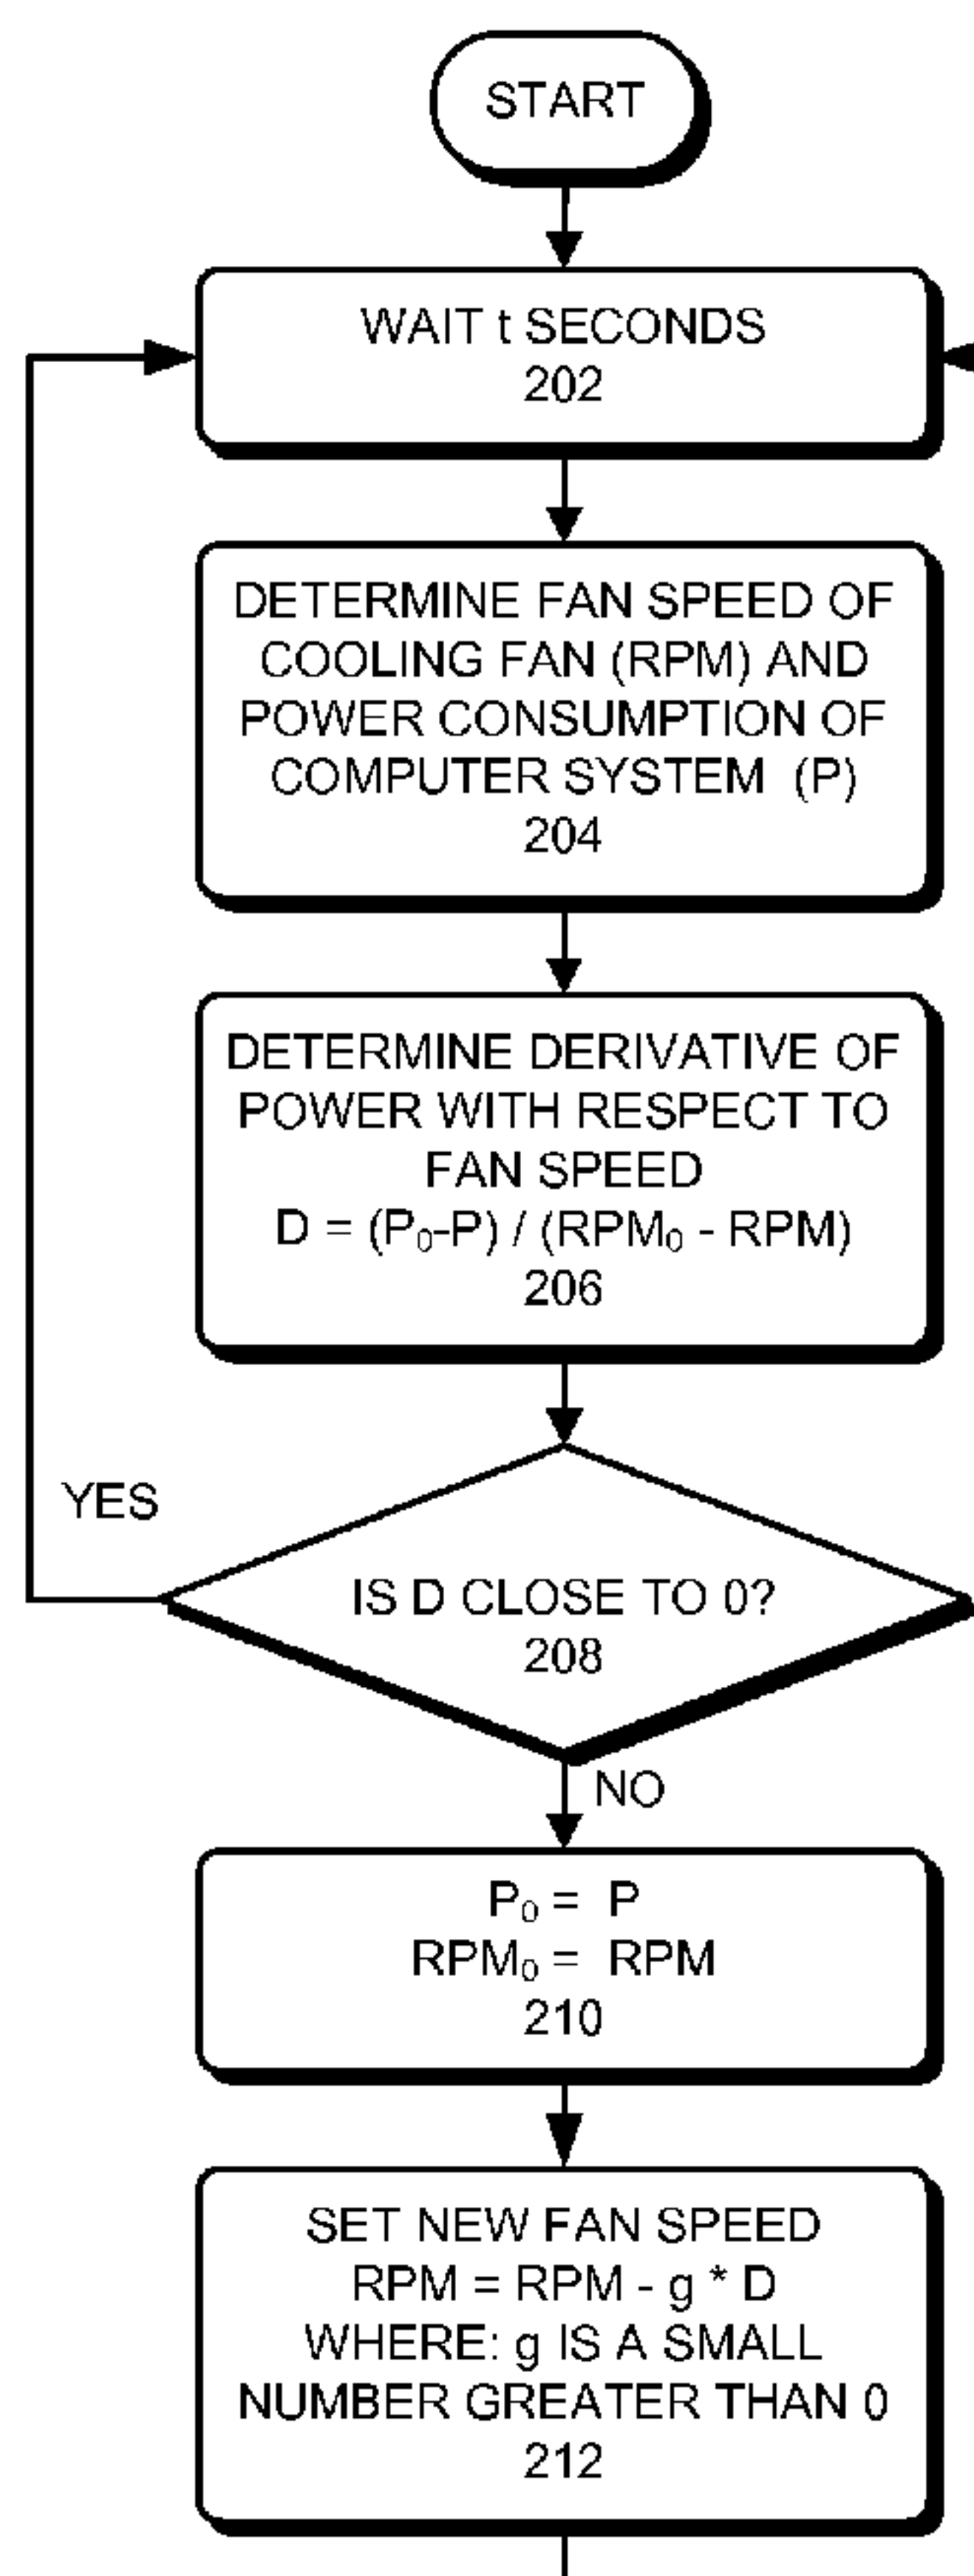 START
WAIT t SECONDS
202
DETERMINE FAN SPEED OF
COOLING FAN (RPM) AND
POWER CONSUMPTION OF
COMPUTER SYSTEM (P)
204
DETERMINE DERIVATIVE OF
POWER WITH RESPECT TO
FAN SPEED
D = (P₀-P) / (RPM₀ - RPM)
206
YES
IS D CLOSE TO 0?
208
NO
P₀ = P
RPM₀ = RPM
210
SET NEW FAN SPEED
RPM = RPM - g * D
WHERE: g IS A SMALL
NUMBER GREATER THAN 0
212